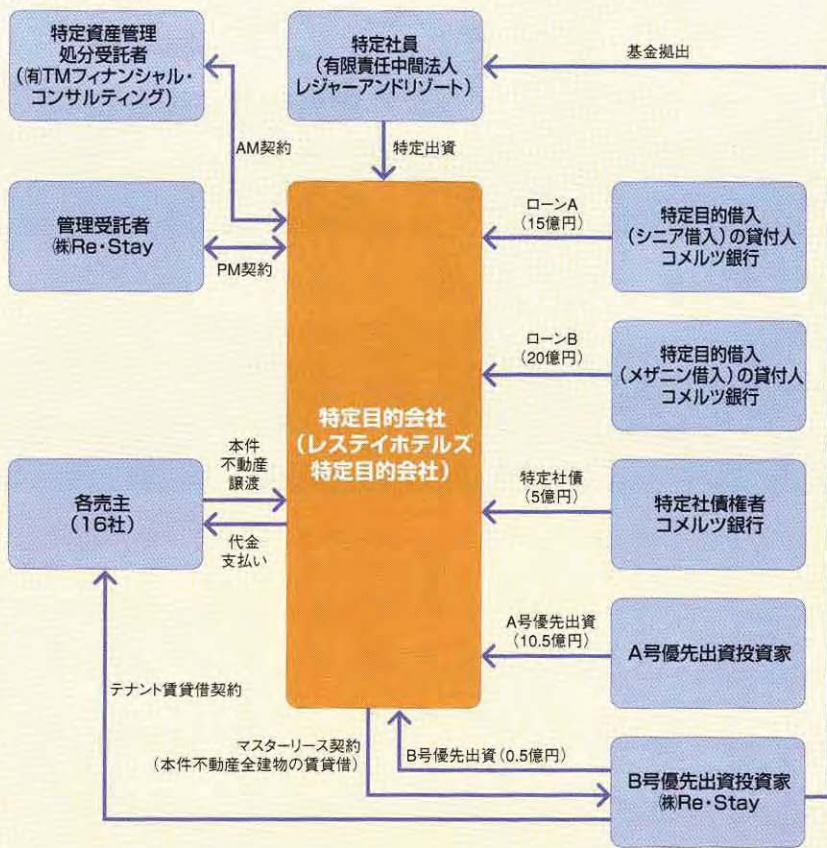 特定資産管理
処分受託者
(㈲TMフィナンシャル・
コンサルティング)
特定社員
(有限責任中間法人
レジャーアンドリゾート)
基金拠出
AM契約
特定出資
管理受託者
㈱Re・Stay
PM契約
ローンA
(15億円)
特定目的借入
(シニア借入)の貸付人
コメルツ銀行
ローンB
(20億円)
特定目的借入
(メザニン借入)の貸付人
コメルツ銀行
特定目的会社
(レステイホテルズ
特定目的会社)
各売主
(16社)
本件
不動産
譲渡
代金
支払い
特定社債
(5億円)
特定社債権者
コメルツ銀行
A号優先出資
(10.5億円)
A号優先出資投資家
テナント賃貸借契約
マスターリース契約
(本件不動産全建物の賃貸借)
B号優先出資(0.5億円)
B号優先出資投資家
㈱Re・Stay